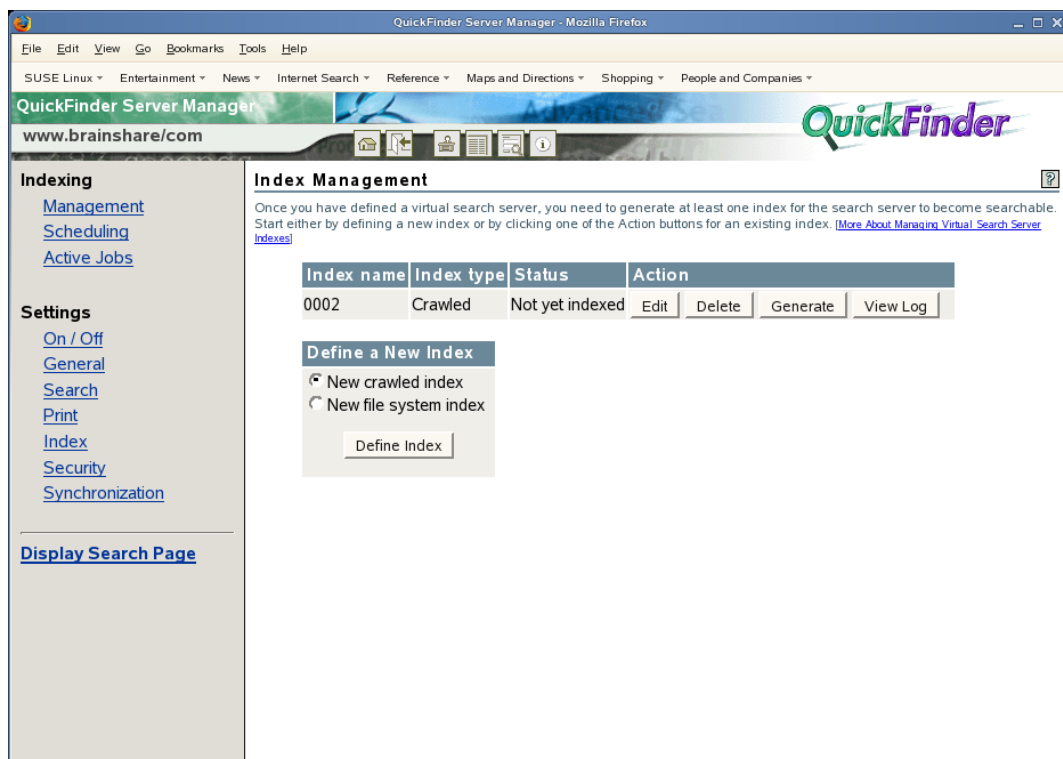 QuickFinder Server Manager - Mozilla Firefox
File Edit View Go Bookmarks Tools Help
SUSE Linux Entertainment News Internet Search Reference Maps and Directions Shopping People and Companies
QuickFinder Server Manager
www.brainshare/com
QuickFinder
Indexing
Management
Scheduling
Active Jobs
Settings
On / Off
General
Search
Print
Index
Security
Synchronization
Display Search Page
Index Management
?
Once you have defined a virtual search server, you need to generate at least one index for the search server to become searchable.
Start either by defining a new index or by clicking one of the Action buttons for an existing index. [More About Managing Virtual Search Server
Indexes]
Index name Index type Status Action
0002 Crawled Not yet indexed Edit Delete Generate View Log
Define a New Index
New crawled index
New file system index
Define Index